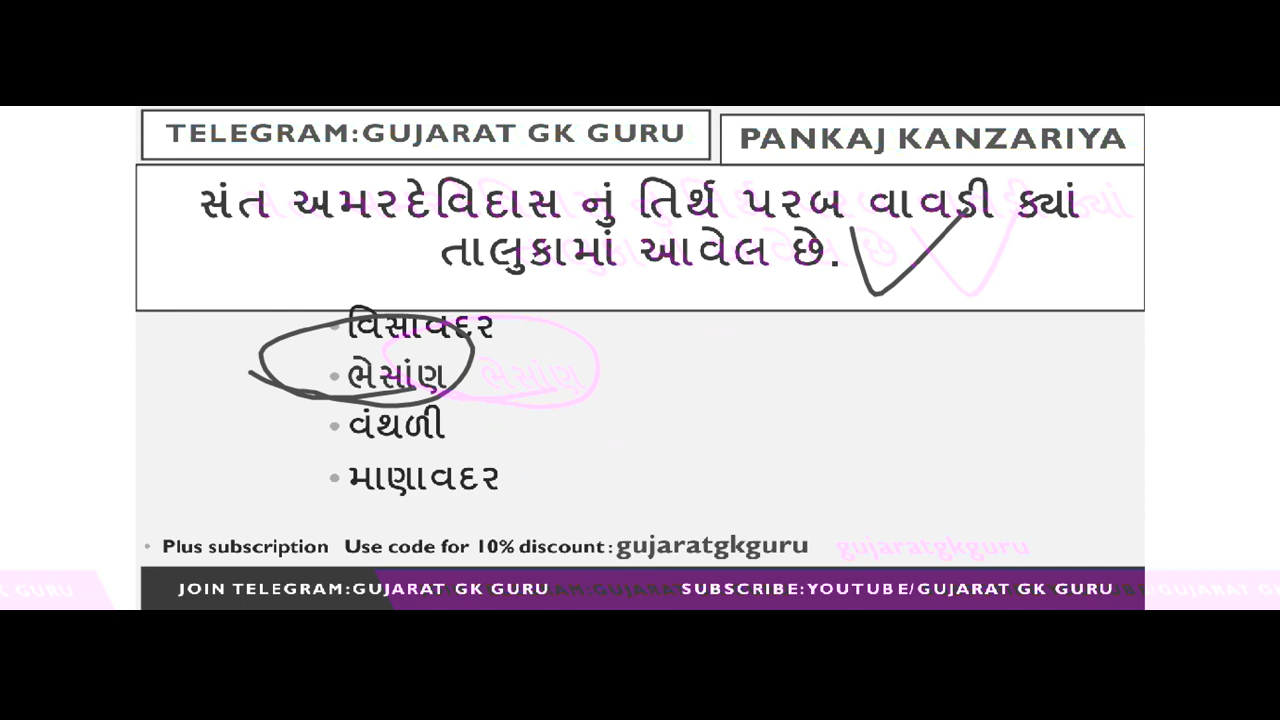 TELEGRAM:GUJARAT GK GURU
PANKAJ KANZARIYA
સંત અમરદેવિદાસ નું તિર્થ પરબ વાવડી ક્યાં
તાલુકામાં આવેલ છે.
• વિસાવદર
• ભેસાંણ
• વંથળી
• માણાવદર
• Plus subscription Use code for 10% discount: gujaratgkguru
JOIN TELEGRAM:GUJARAT GK GURU
SUBSCRIBE:YOUTUBE/GUJARAT GK GURU